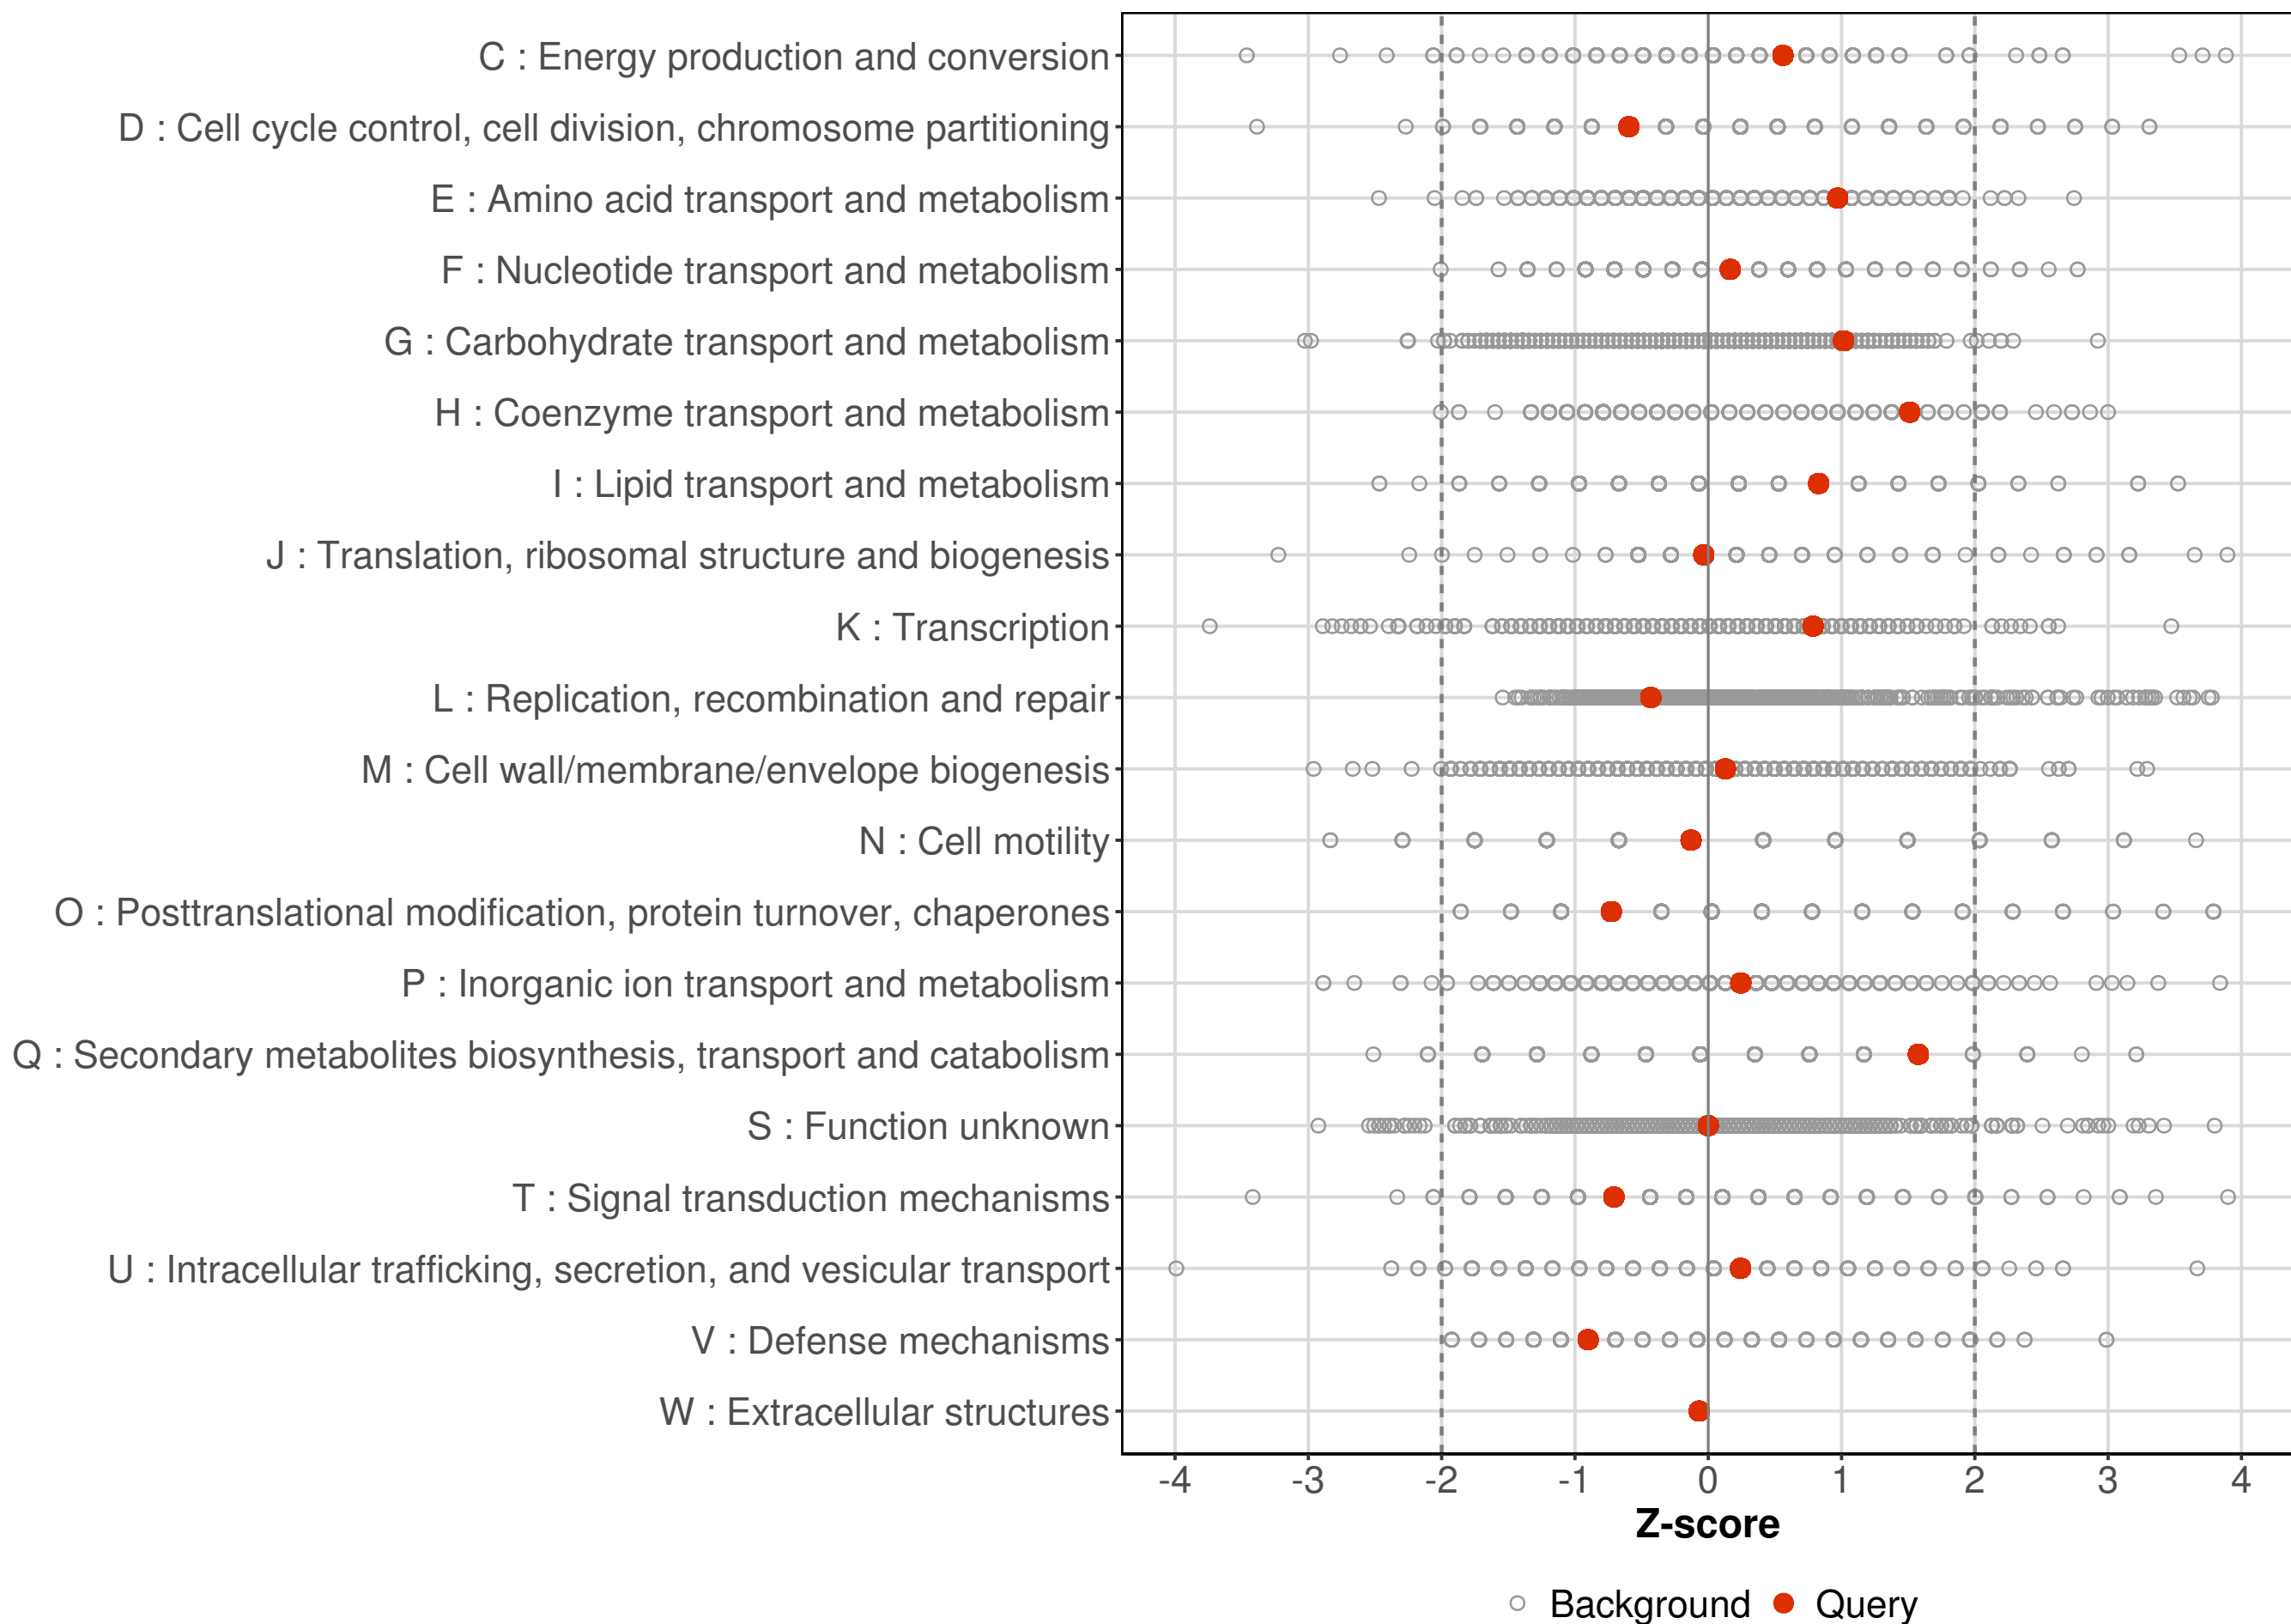 C : Energy production and conversion
D : Cell cycle control, cell division, chromosome partitioning
E : Amino acid transport and metabolism
F : Nucleotide transport and metabolism
G : Carbohydrate transport and metabolism
H : Coenzyme transport and metabolism
I : Lipid transport and metabolism
J : Translation, ribosomal structure and biogenesis
K : Transcription
L : Replication, recombination and repair
M : Cell wall/membrane/envelope biogenesis
N : Cell motility
O : Posttranslational modification, protein turnover, chaperones
P : Inorganic ion transport and metabolism
Q : Secondary metabolites biosynthesis, transport and catabolism
S : Function unknown
T : Signal transduction mechanisms
U : Intracellular trafficking, secretion, and vesicular transport
V : Defense mechanisms
W : Extracellular structures
-4 -3 -2 -1 0 1 2 3 4
Z-score
Background Query